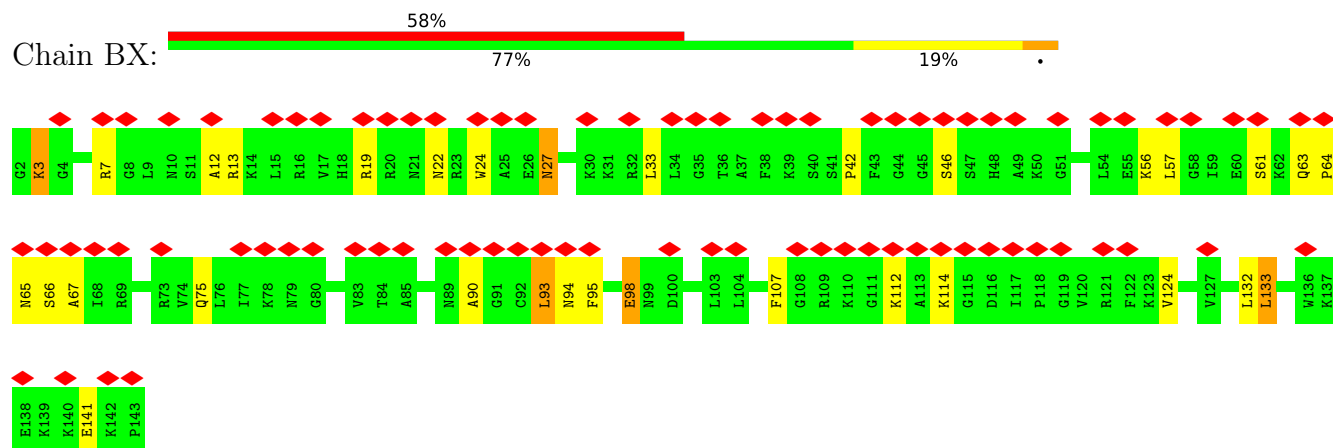 58%
Chain BX:
77% 19% •
G2 K3 G4 R7 G8 L9 N10 S11 A12 R13 K14 L15 R16 V17 H18 R19 R20 N21 N22 R23 W24 A25 E26 N27 K30 K31 R32 L33 L34 G35 T36 A37 F38 K39 S40 S41 P42 F43 G44 G45 S46 S47 H48 A49 K50 G51 L54 E55 K56 L57 G58 I59 E60 S61 K62 Q63 P64
N65 S66 A67 I68 R69 R73 V74 Q75 L76 I77 K78 N79 G80 V83 T84 A85 N89 A90 G91 C92 L93 N94 F95 E98 N99 D100 L103 L104 F107 G108 R109 K110 G111 K112 A113 K114 G115 D116 I117 P118 G119 V120 R121 F122 K123 V124 V127 L132 L133 W136 K137
E138 K139 K140 E141 K142 P143